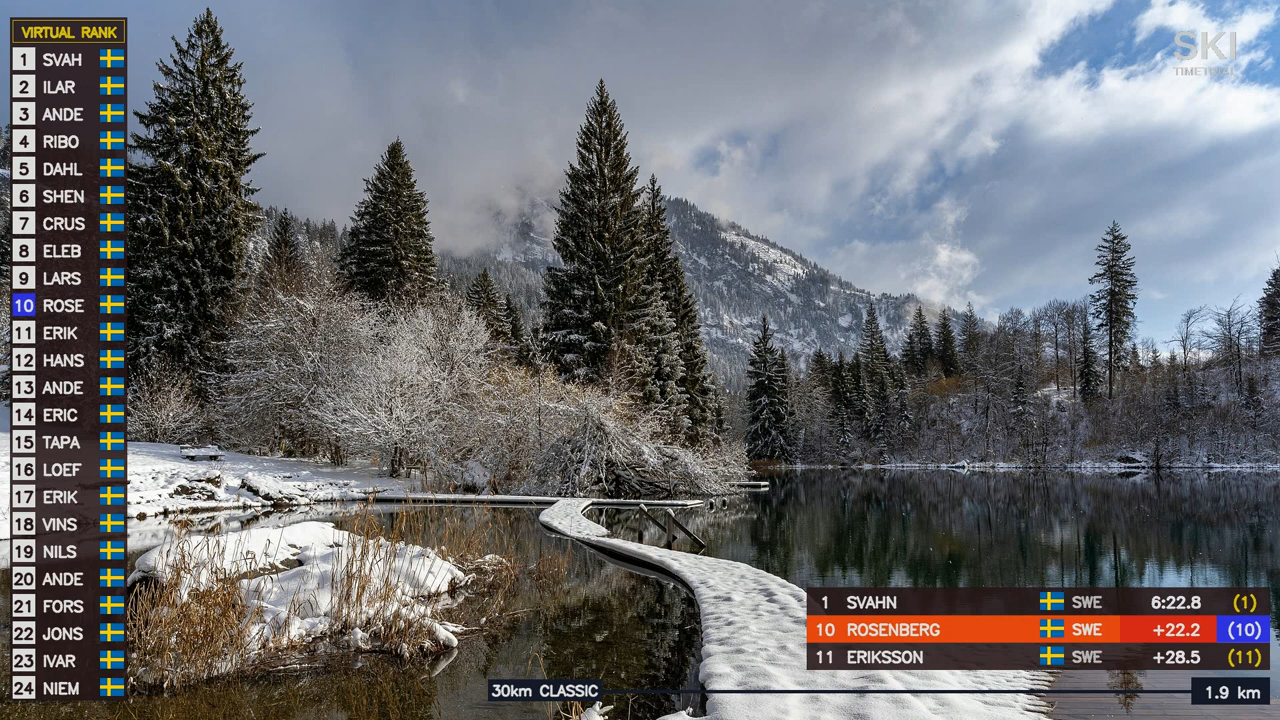 VIRTUAL RANK
1 SVAH
2 ILAR
3 ANDE
4 RIBO
5 DAHL
6 SHEN
7 CRUS
8 ELEB
9 LARS
10 ROSE
11 ERIK
12 HANS
13 ANDE
14 ERIC
15 TAPA
16 LOEF
17 ERIK
18 VINS
19 NILS
20 ANDE
21 FORS
22 JONS
23 IVAR
24 NIEM
SKI
1 SVAHN SWE 6:22.8 (1)
10 ROSENBERG SWE +22.2 (10)
11 ERIKSSON SWE +28.5 (11)
30km CLASSIC 1.9 km